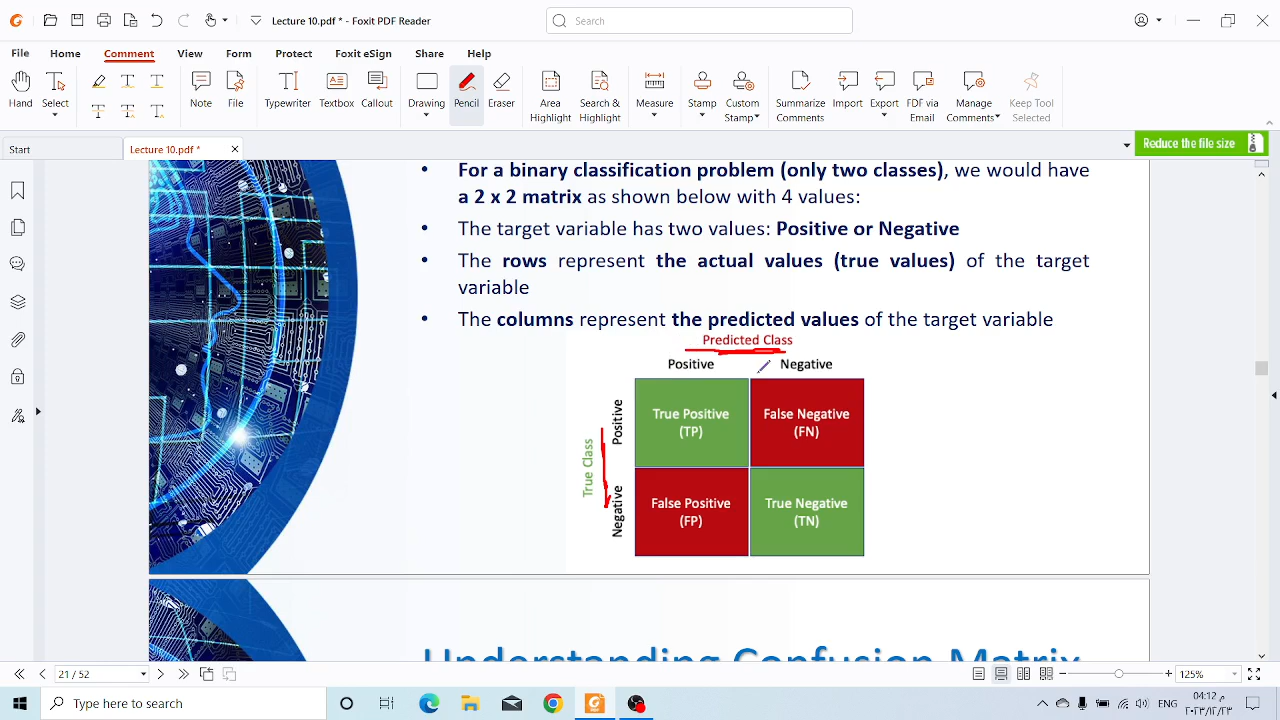 Lecture 10.pdf * - Foxit PDF Reader
Search
File Home Comment View Form Foxit eSign Share Help
Hand Select Note File Typewriter Textbox Callout Drawing Pencil Eraser Area Highlight Search & Highlight Measure Stamp Custom Stamp Summarize Comments Import Export FDF via Email Manage Comments Keep Tool Selected
Start Lecture 10.pdf * Reduce the file size
• For a binary classification problem (only two classes), we would have
a 2 x 2 matrix as shown below with 4 values:
• The target variable has two values: Positive or Negative
• The rows represent the actual values (true values) of the target
variable
• The columns represent the predicted values of the target variable
Predicted Class
Positive Negative
True Class
Positive
True Positive
(TP)
False Negative
(FN)
Negative
False Positive
(FP)
True Negative
(TN)
Understanding Confusion Matrix
21 / 52 125%
Type here to search
ENG 04:12